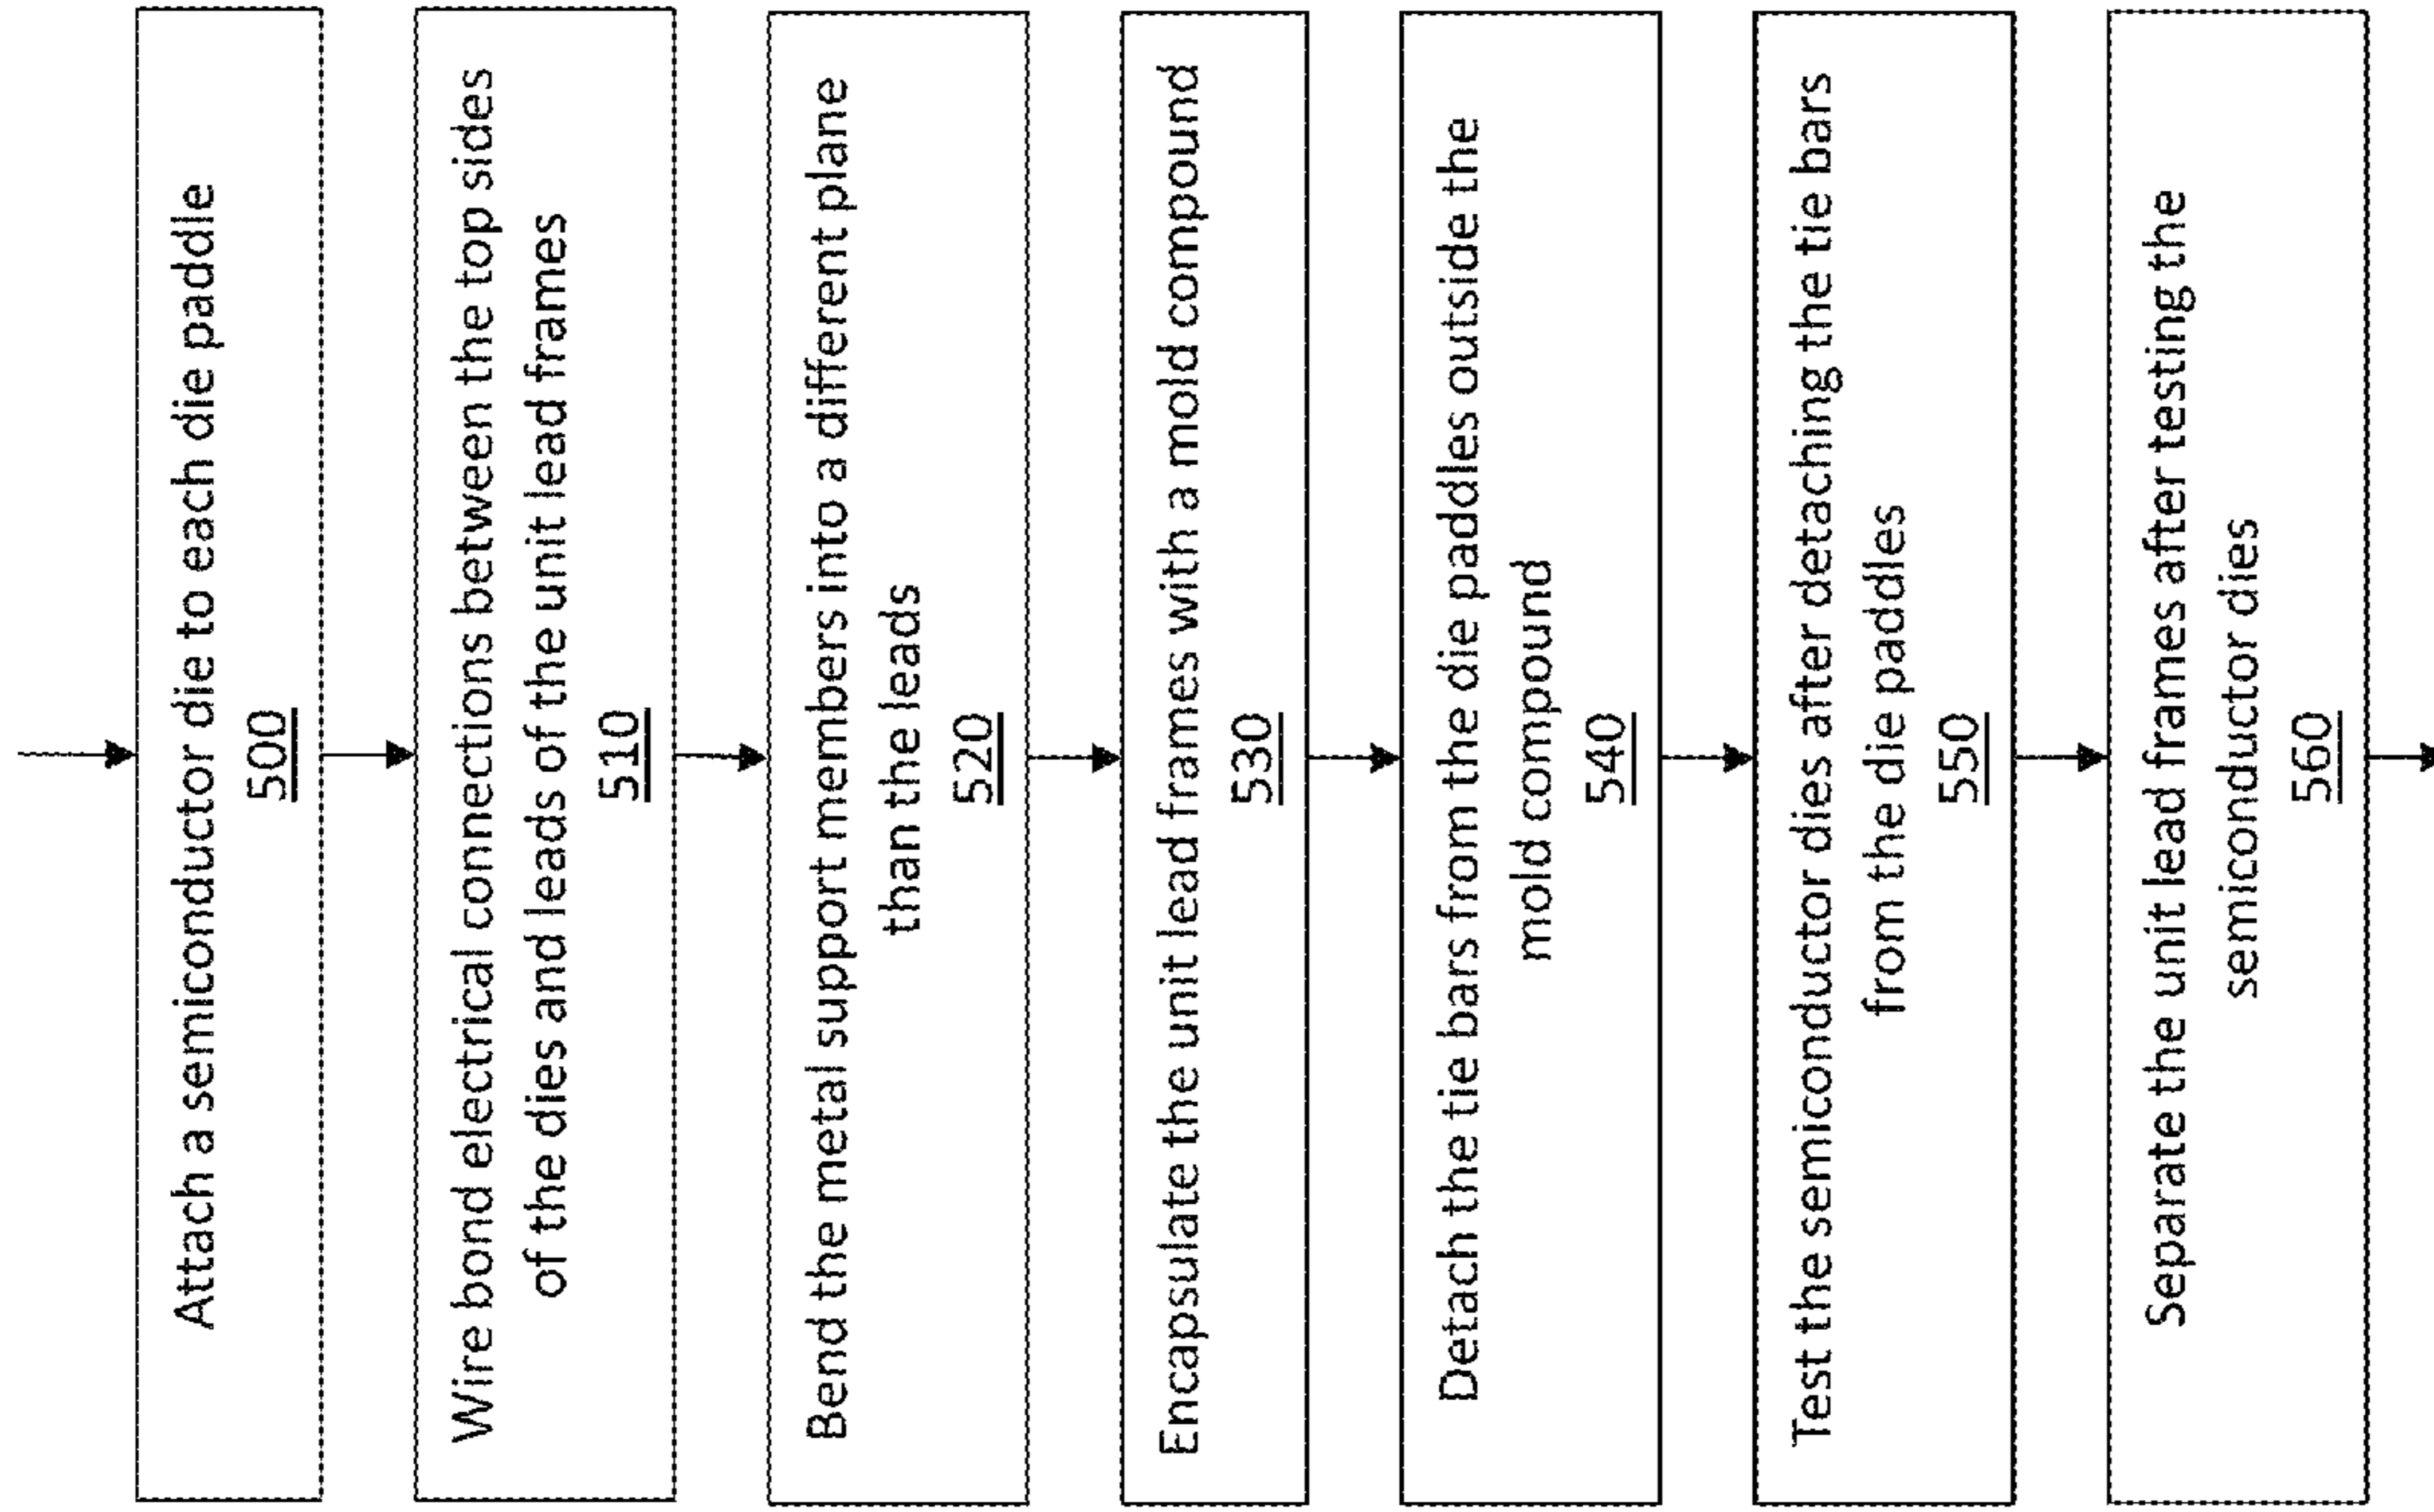 Attach a semiconductor die to each die paddle
500
Wire bond electrical connections between the top sides
of the dies and leads of the unit lead frames
510
Bend the metal support members into a different plane
than the leads
520
Encapsulate the unit lead frames with a mold compound
530
Detach the tie bars from the die paddles outside the
mold compound
540
Test the semiconductor dies after detaching the tie bars
from the die paddles
550
Separate the unit lead frames after testing the
semiconductor dies
560